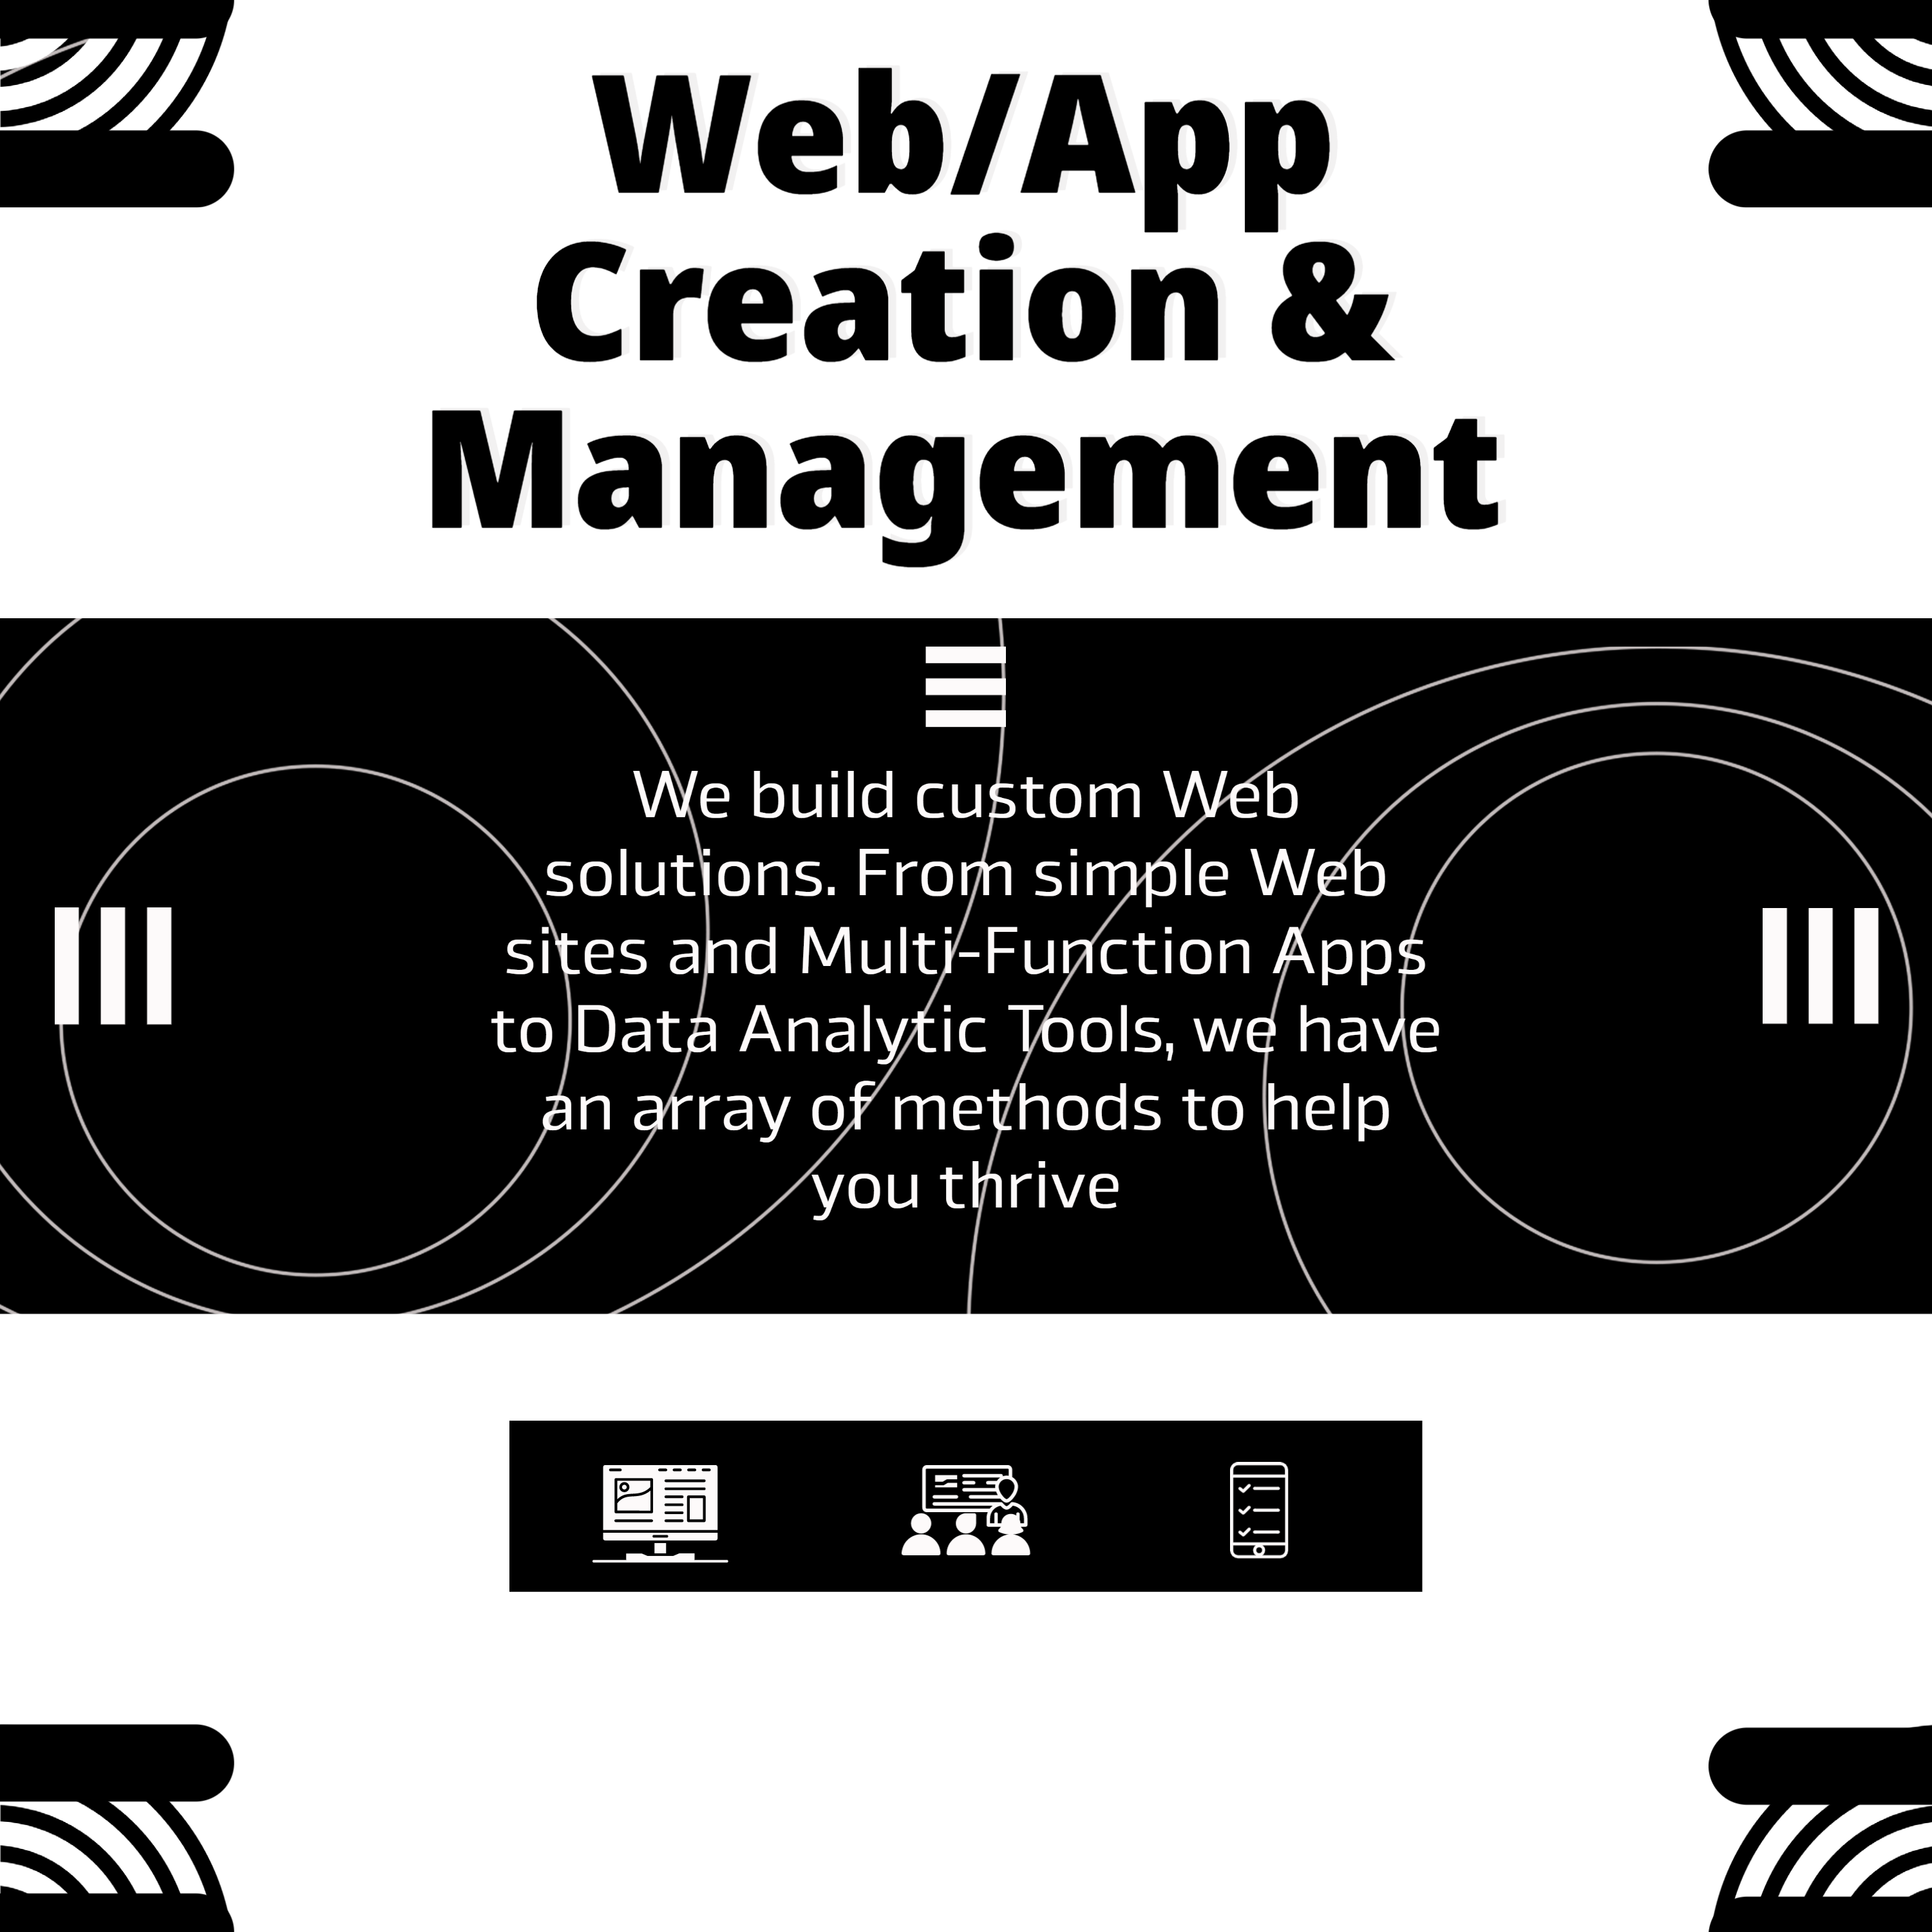 Web/App
Creation &
Management
We build custom Web
solutions. From simple Web
sites and Multi-Function Apps
to Data Analytic Tools, we have
an array of methods to help
you thrive